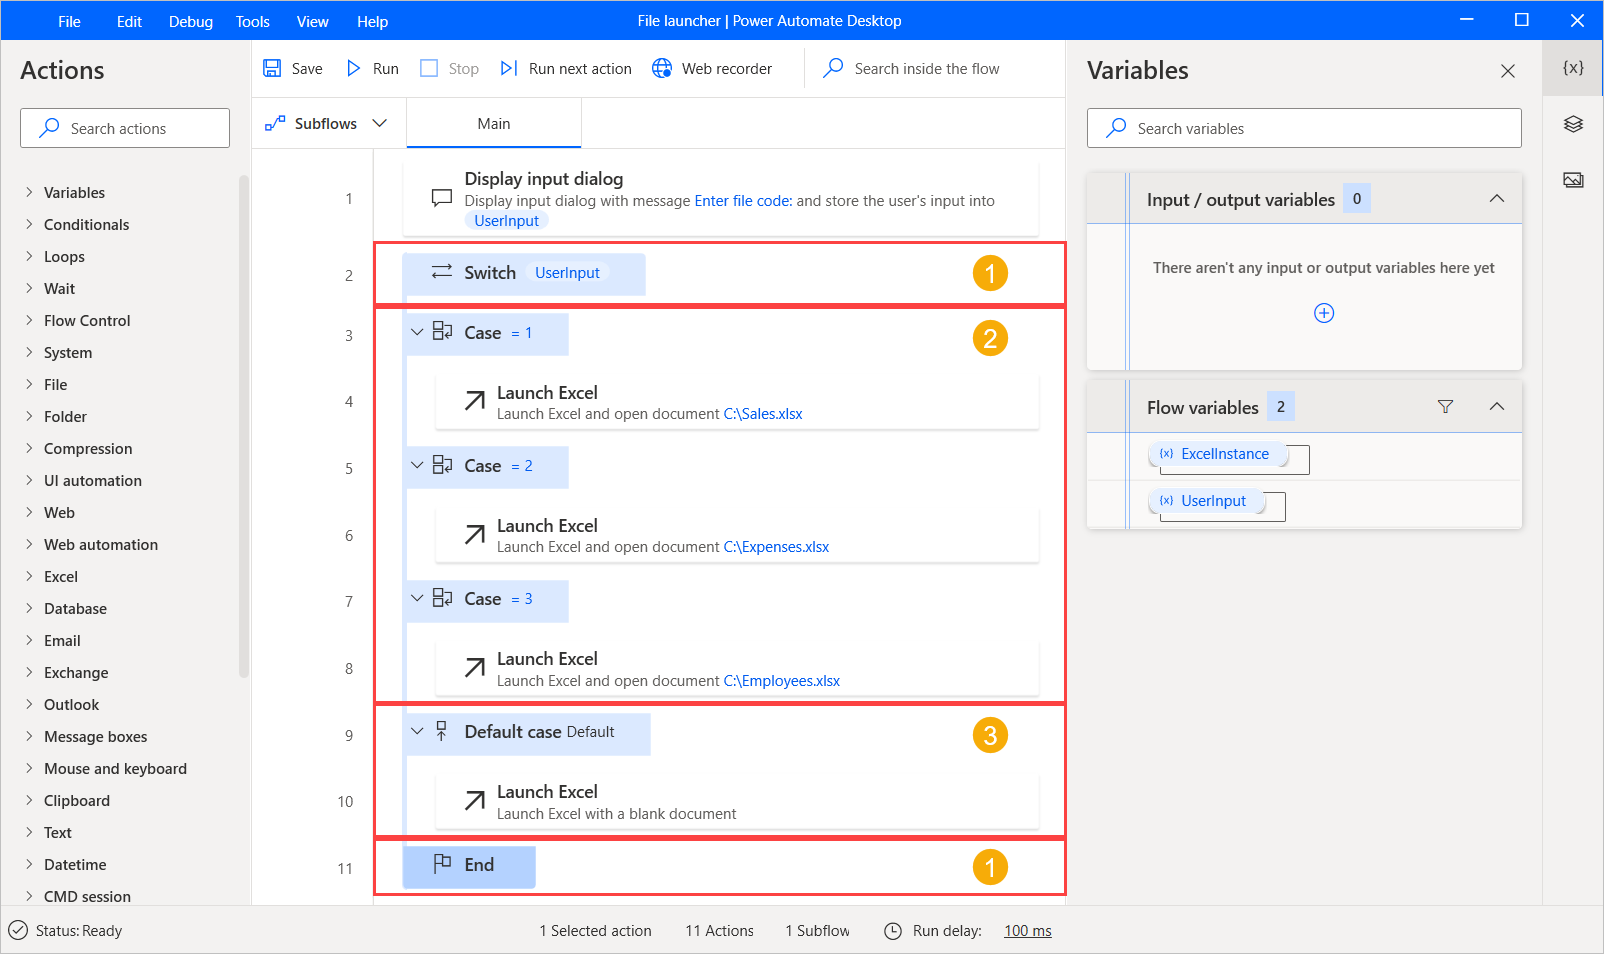 File Edit Debug Tools View Help
File launcher | Power Automate Desktop
Actions
Search actions
Variables
Conditionals
Loops
Wait
Flow Control
System
File
Folder
Compression
UI automation
Web
Web automation
Excel
Database
Email
Exchange
Outlook
Message boxes
Mouse and keyboard
Clipboard
Text
Datetime
CMD session
Save Run Stop Run next action Web recorder Search inside the flow
Subflows Main
1 Display input dialog
Display input dialog with message Enter file code: and store the user's input into
UserInput
2 Switch UserInput 1
3 Case = 1 2
4 Launch Excel
Launch Excel and open document C:\Sales.xlsx
5 Case = 2
6 Launch Excel
Launch Excel and open document C:\Expenses.xlsx
7 Case = 3
8 Launch Excel
Launch Excel and open document C:\Employees.xlsx
9 Default case Default 3
10 Launch Excel
Launch Excel with a blank document
11 End 1
Variables
{x}
Search variables
Input / output variables 0
There aren't any input or output variables here yet
Flow variables 2
{x} ExcelInstance
{x} UserInput
Status: Ready 1 Selected action 11 Actions 1 Subflow Run delay: 100 ms